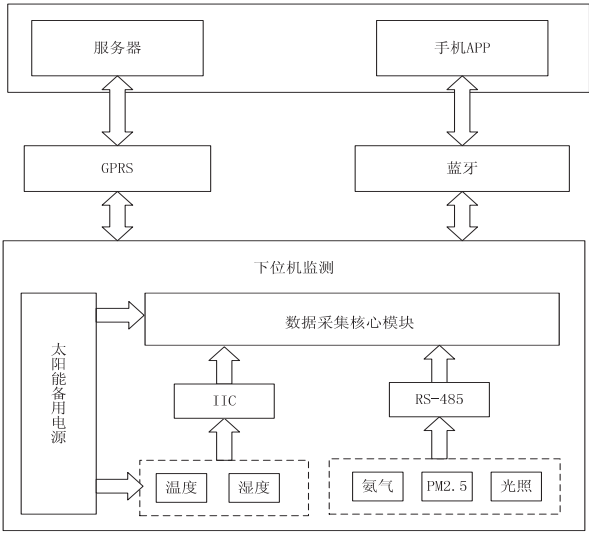 服务器
手机APP
GPRS
蓝牙
下位机监测
数据采集核心模块
太阳能备用电源
IIC
RS-485
温度
湿度
氨气
PM2.5
光照